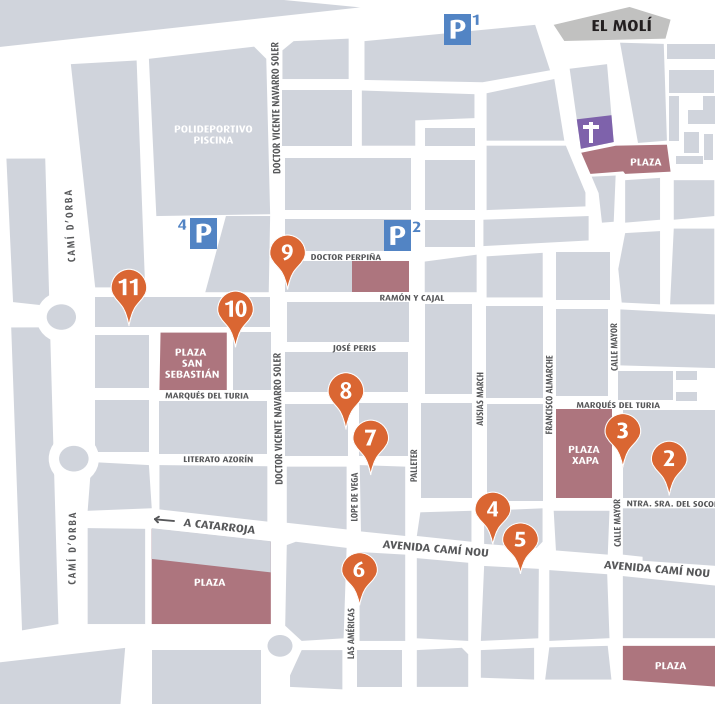 P 1
EL MOLÍ
DOCTOR VICENTE NAVARRO SOLER
POLIDEPORTIVO
PISCINA
PLAZA
CAMÍ D'ORBA
4 P
P 2
9
DOCTOR PERPIÑA
11
RAMÓN Y CAJAL
10
PLAZA
SAN
SEBASTIÁN
JOSÉ PERIS
CALLE MAYOR
MARQUÉS DEL TURIA
8
DOCTOR VICENTE NAVARRO SOLER
AUSIAS MARCH
FRANCISCO ALMARCHE
MARQUÉS DEL TURIA
7
3
PLAZA
XAPA
2
LITERATO AZORÍN
PALLETER
LOPE DE VEGA
NTRA. SRA. DEL SOCO
4
CALLE MAYOR
← A CATARROJA
5
AVENIDA CAMÍ NOU
CAMÍ D'ORBA
6
AVENIDA CAMÍ NOU
PLAZA
LAS AMÉRICAS
PLAZA